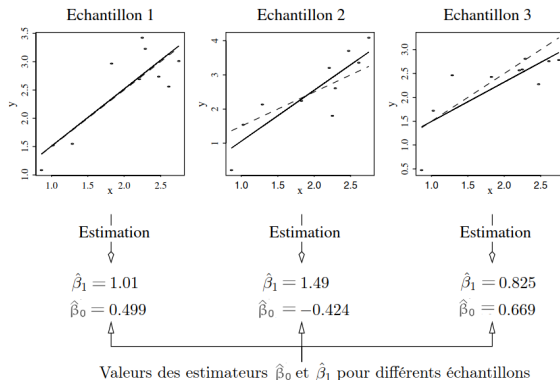 Echantillon 1
Echantillon 2
Echantillon 3
y
3.5
3.0
2.5
2.0
1.5
1.0
1.0
1.5
2.0
2.5
x
y
4
3
2
1
1.0
1.5
2.0
2.5
x
y
3.0
2.5
2.0
1.5
1.0
0.5
1.0
1.5
2.0
2.5
x
Estimation
Estimation
Estimation
β̂₁ = 1.01
β̂₀ = 0.499
β̂₁ = 1.49
β̂₀ = −0.424
β̂₁ = 0.825
β̂₀ = 0.669
Valeurs des estimateurs β̂₀ et β̂₁ pour différents échantillons